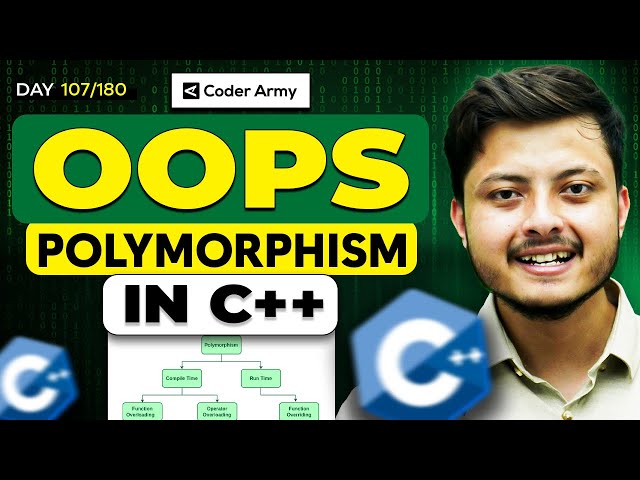 DAY 107/180
Coder Army
OOPS
POLYMORPHISM
IN C++
Polymorphism
Compile Time
Run Time
Function
Overloading
Operator
Overloading
Function
Overriding
C++
C